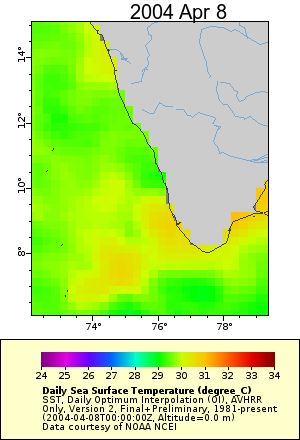 2004 Apr 8
14°
12°
10°
8°
74° 76° 78°
24 25 26 27 28 29 30 31 32 33 34
Daily Sea Surface Temperature (degree_C)
SST, Daily Optimum Interpolation (OI), AVHRR
Only, Version 2, Final+Preliminary, 1981-present
(2004-04-08T00:00:00Z, Altitude=0.0 m)
Data courtesy of NOAA NCEI